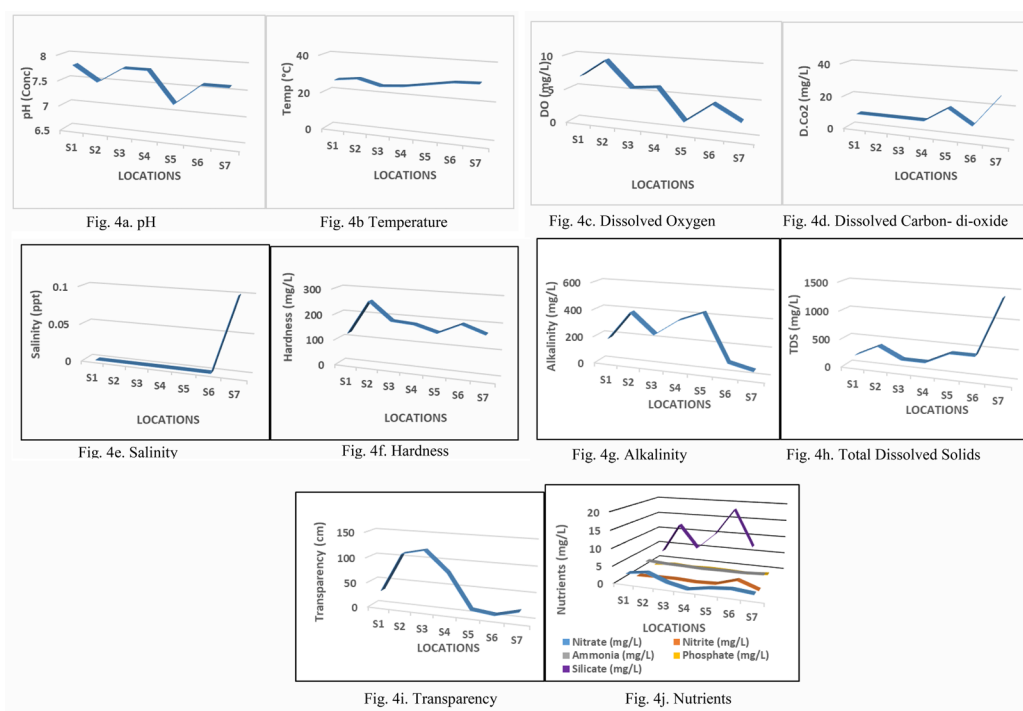 8
7.5
7
6.5
pH (Conc)
S1 S2 S3 S4 S5 S6 S7
LOCATIONS
Fig. 4a. pH
40
20
0
Temp (°C)
S1 S2 S3 S4 S5 S6 S7
LOCATIONS
Fig. 4b Temperature
10
5
0
DO (mg/L)
S1 S2 S3 S4 S5 S6 S7
LOCATIONS
Fig. 4c. Dissolved Oxygen
40
20
0
D.Co2 (mg/L)
S1 S2 S3 S4 S5 S6 S7
LOCATIONS
Fig. 4d. Dissolved Carbon- di-oxide
0.1
0.05
0
Salinity (ppt)
S1 S2 S3 S4 S5 S6 S7
LOCATIONS
Fig. 4e. Salinity
300
200
100
0
Hardness (mg/L)
S1 S2 S3 S4 S5 S6 S7
LOCATIONS
Fig. 4f. Hardness
600
400
200
0
Alkalinity (mg/L)
S1 S2 S3 S4 S5 S6 S7
LOCATIONS
Fig. 4g. Alkalinity
1500
1000
500
0
TDS (mg/L)
S1 S2 S3 S4 S5 S6 S7
LOCATIONS
Fig. 4h. Total Dissolved Solids
150
100
50
0
Transparency (cm)
S1 S2 S3 S4 S5 S6 S7
LOCATIONS
Fig. 4i. Transparency
20
15
10
5
0
Nutrients (mg/L)
S1 S2 S3 S4 S5 S6 S7
LOCATIONS
Nitrate (mg/L) Nitrite (mg/L)
Ammonia (mg/L) Phosphate (mg/L)
Silicate (mg/L)
Fig. 4j. Nutrients